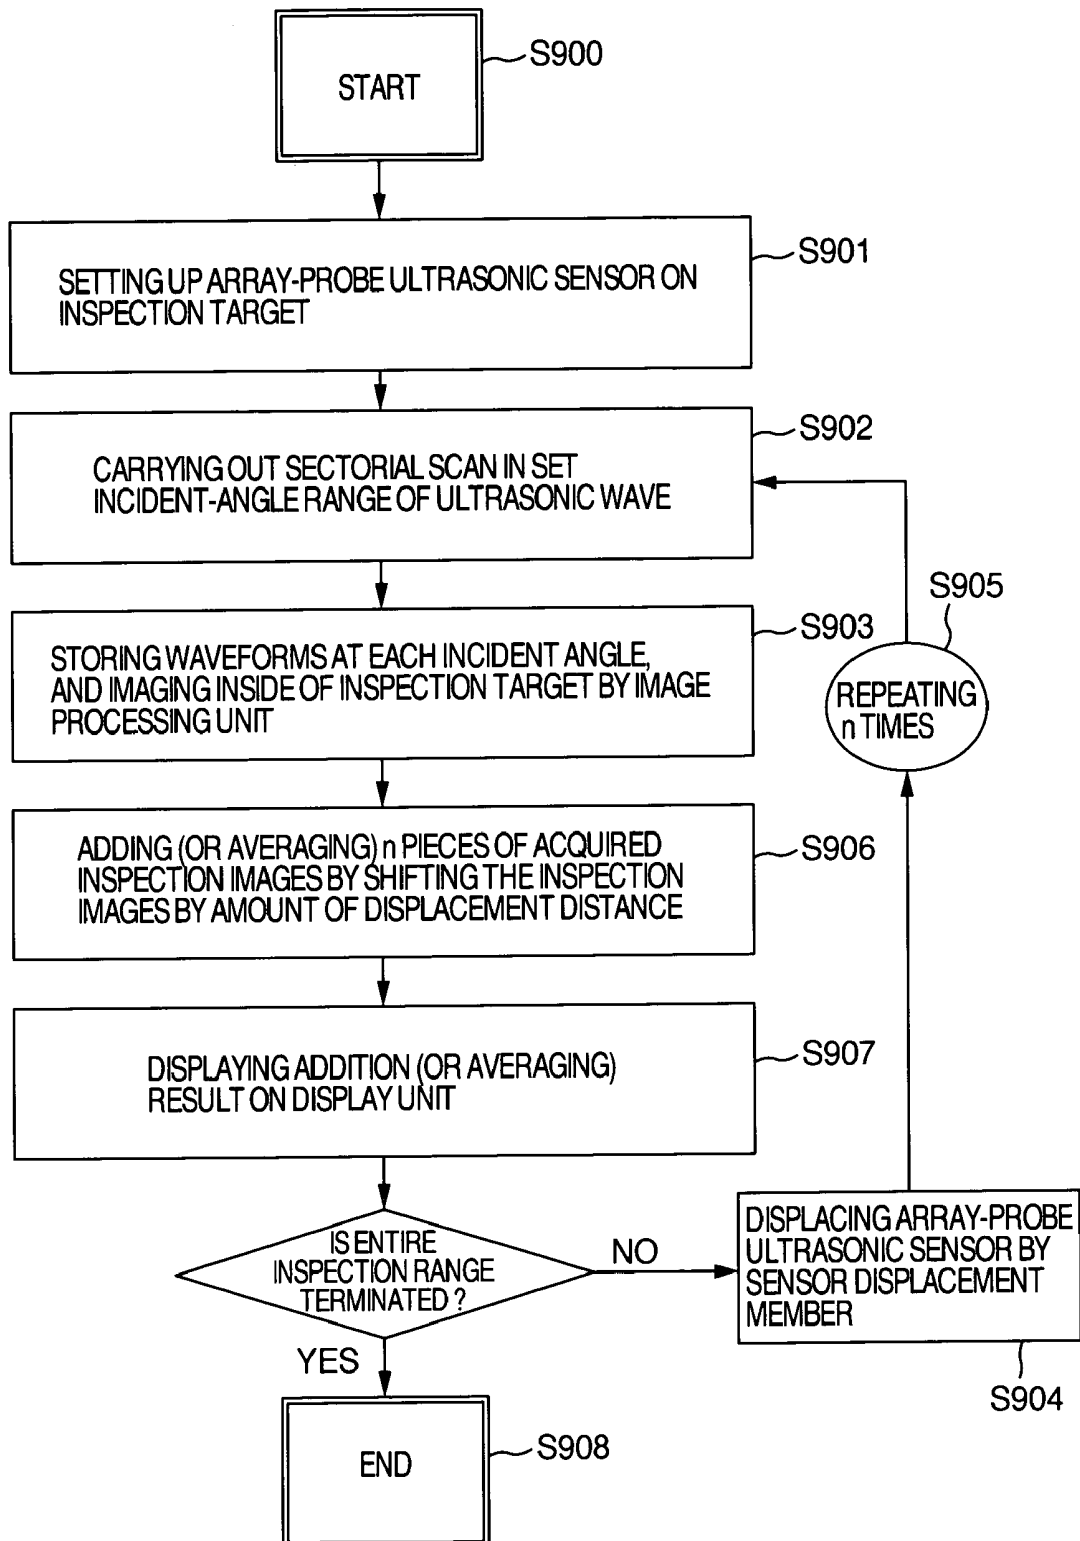 START
S900
SETTING UP ARRAY-PROBE ULTRASONIC SENSOR ON
INSPECTION TARGET
S901
CARRYING OUT SECTORIAL SCAN IN SET
INCIDENT-ANGLE RANGE OF ULTRASONIC WAVE
S902
STORING WAVEFORMS AT EACH INCIDENT ANGLE,
AND IMAGING INSIDE OF INSPECTION TARGET BY IMAGE
PROCESSING UNIT
S903
S905
REPEATING
n TIMES
ADDING (OR AVERAGING) n PIECES OF ACQUIRED
INSPECTION IMAGES BY SHIFTING THE INSPECTION
IMAGES BY AMOUNT OF DISPLACEMENT DISTANCE
S906
DISPLAYING ADDITION (OR AVERAGING)
RESULT ON DISPLAY UNIT
S907
IS ENTIRE
INSPECTION RANGE
TERMINATED ?
NO
DISPLACING ARRAY-PROBE
ULTRASONIC SENSOR BY
SENSOR DISPLACEMENT
MEMBER
S904
YES
END
S908